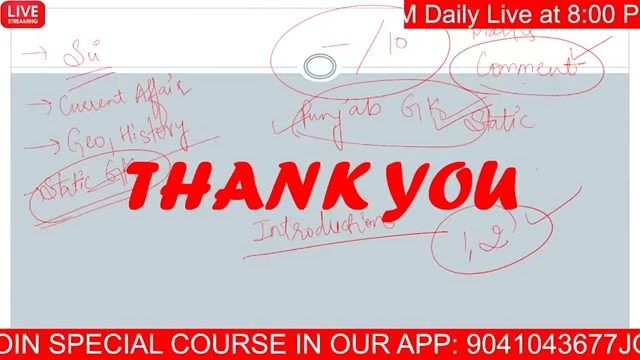 LIVE
STREAMING
M Daily Live at 8:00 P
→ Sci
- / 10
Maths
Comment
→ Current Affair
Punjab GK
Static
→ Geo, History
Static GK
THANK YOU
Introduction
1, 2
OIN SPECIAL COURSE IN OUR APP: 9041043677JO